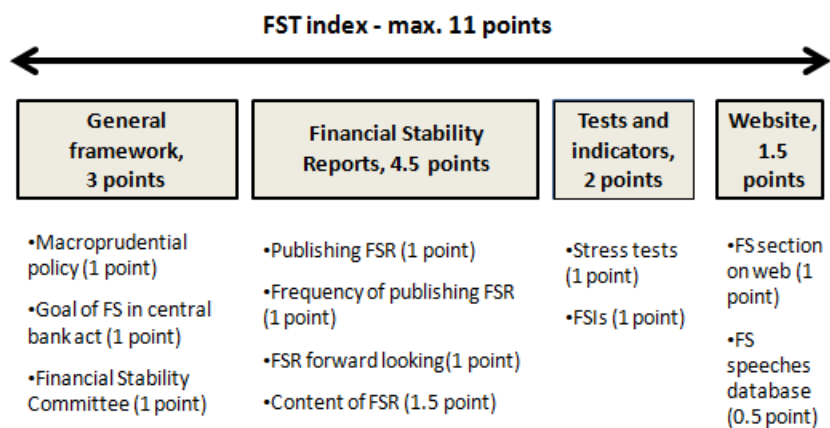 FST index - max. 11 points
General
framework,
3 points
Financial Stability
Reports, 4.5 points
Tests and
indicators,
2 points
Website,
1.5
points
•Macroprudential
policy (1 point)
•Goal of FS in central
bank act (1 point)
•Financial Stability
Committee (1 point)
•Publishing FSR (1 point)
•Frequency of publishing FSR
(1 point)
•FSR forward looking(1 point)
•Content of FSR (1.5 point)
•Stress tests
(1 point)
•FSIs (1 point)
•FS section
on web (1
point)
•FS
speeches
database
(0.5 point)